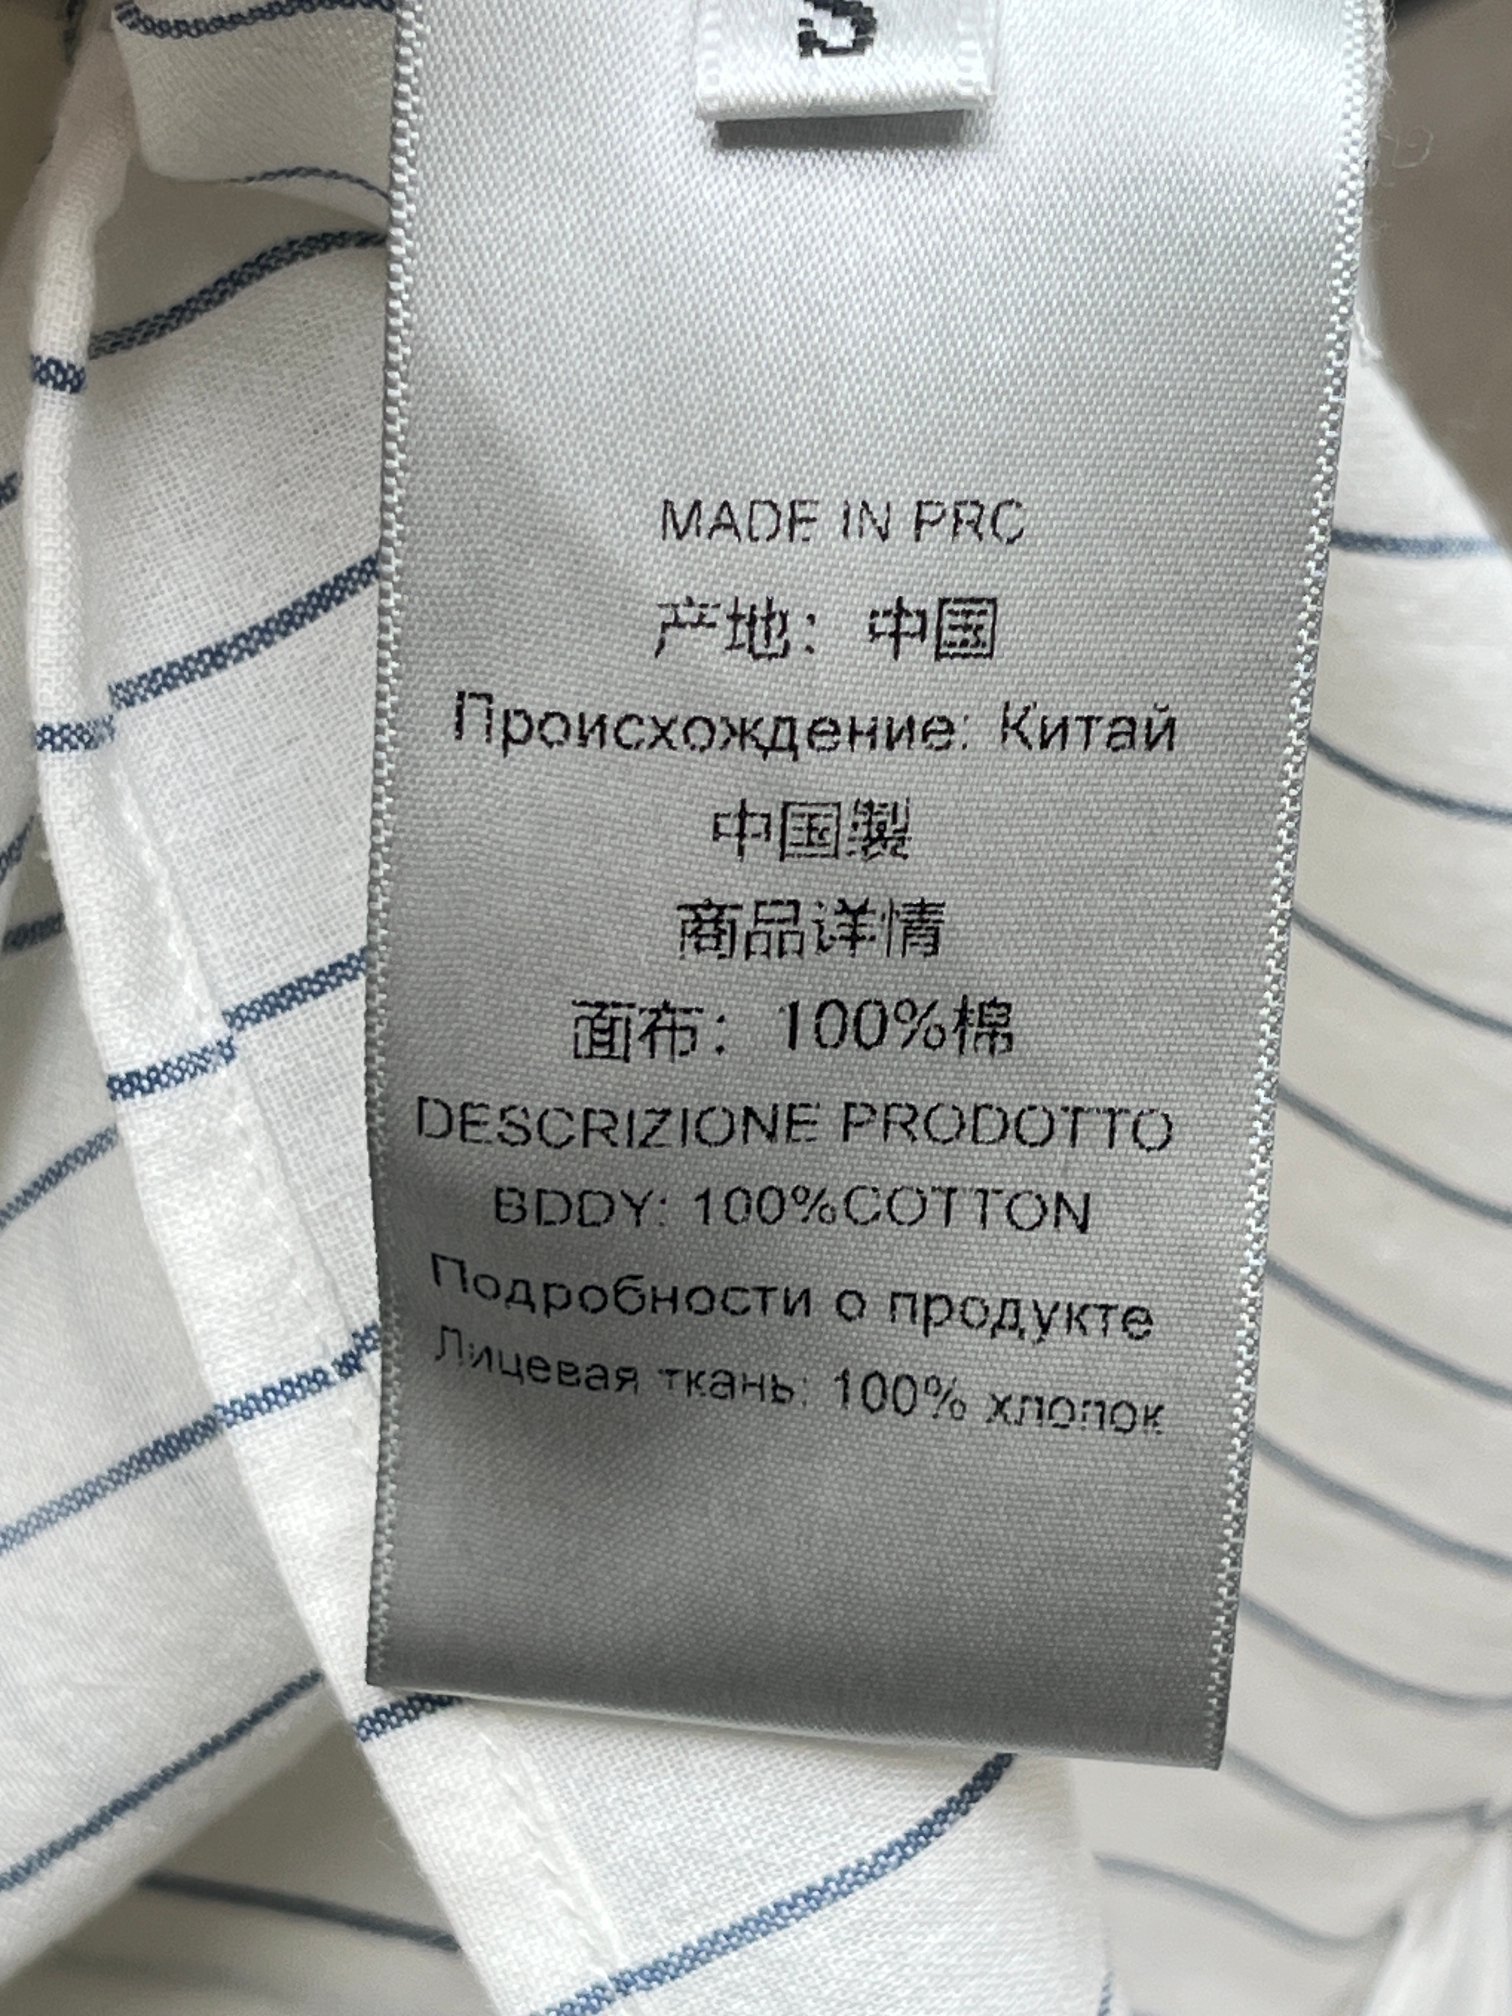 S
MADE IN PRC
产地：中国
Происхождение: Китай
中国製
商品详情
面布：100%棉
DESCRIZIONE PRODOTTO
BDDY: 100%COTTON
Подробности о продукте
Лицевая ткань: 100% хлопок